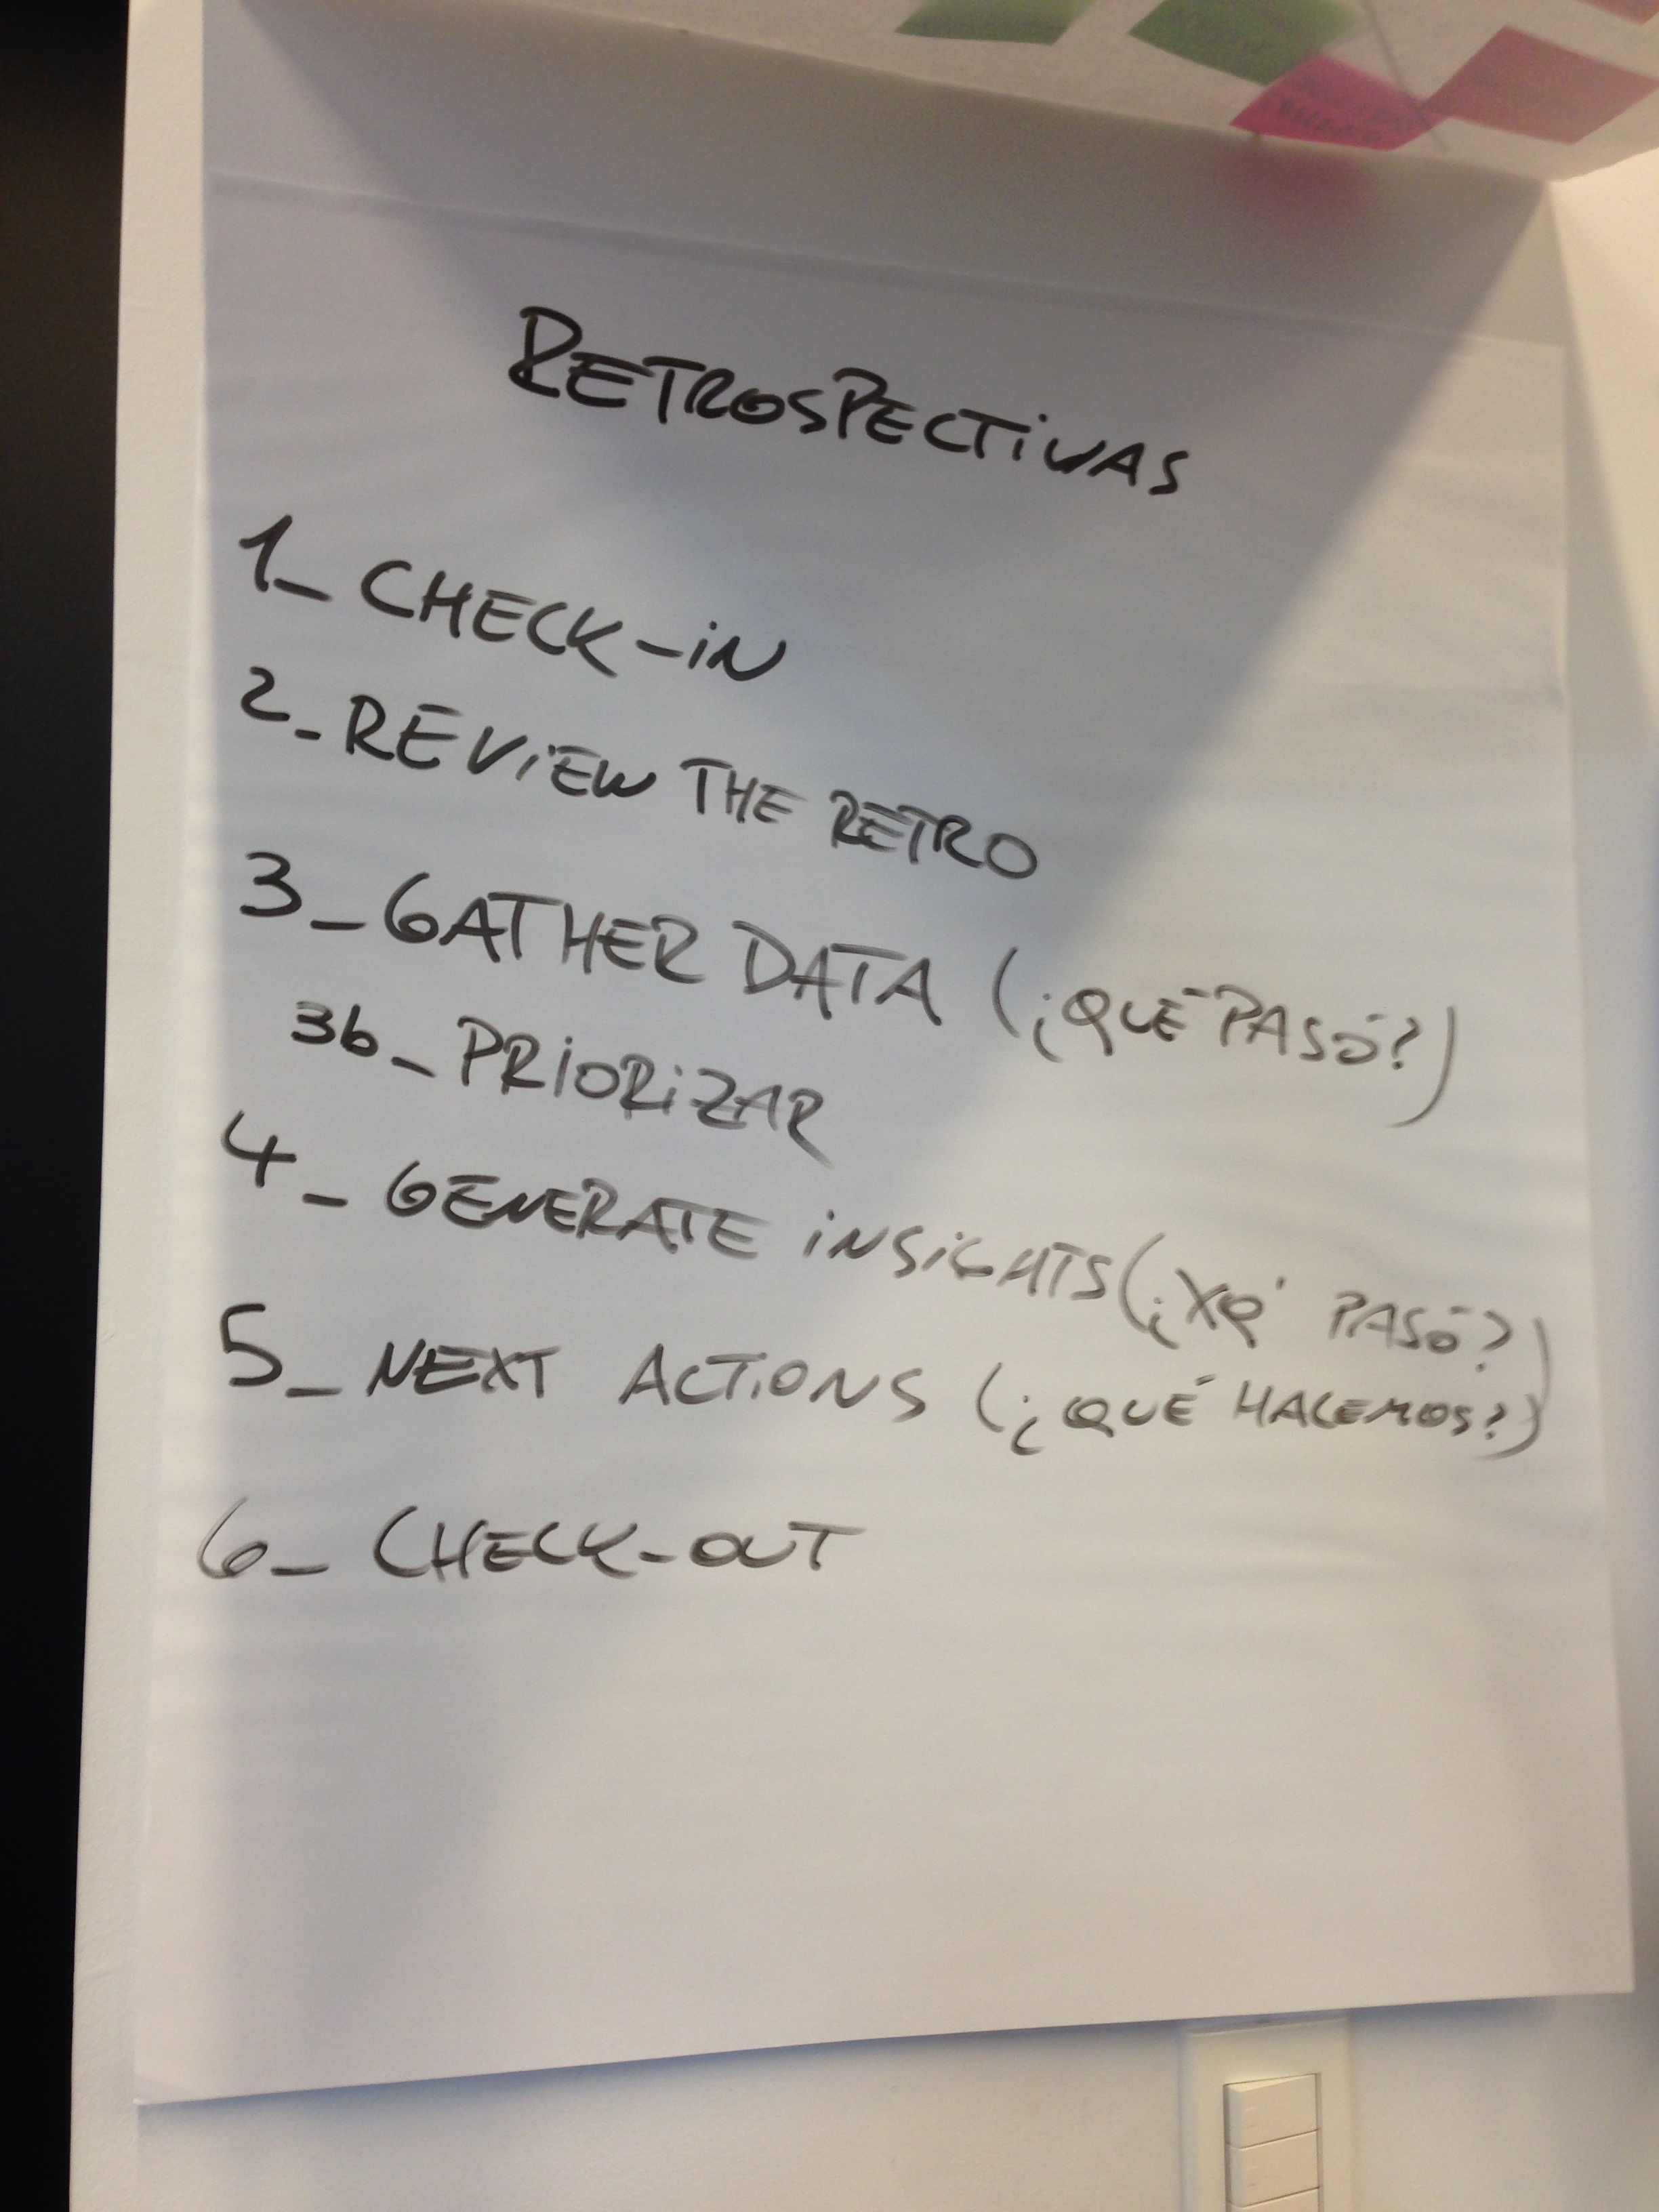 RETROSPECTIVAS
1_ CHECK-IN
2_ REVIEW THE RETRO
3_ GATHER DATA (¿QUÉ PASÓ?)
3b_ PRIORIZAR
4_ GENERATE INSIGHTS (¿XQ' PASÓ?)
5_ NEXT ACTIONS (¿QUÉ HACEMOS?)
6_ CHECK-OUT